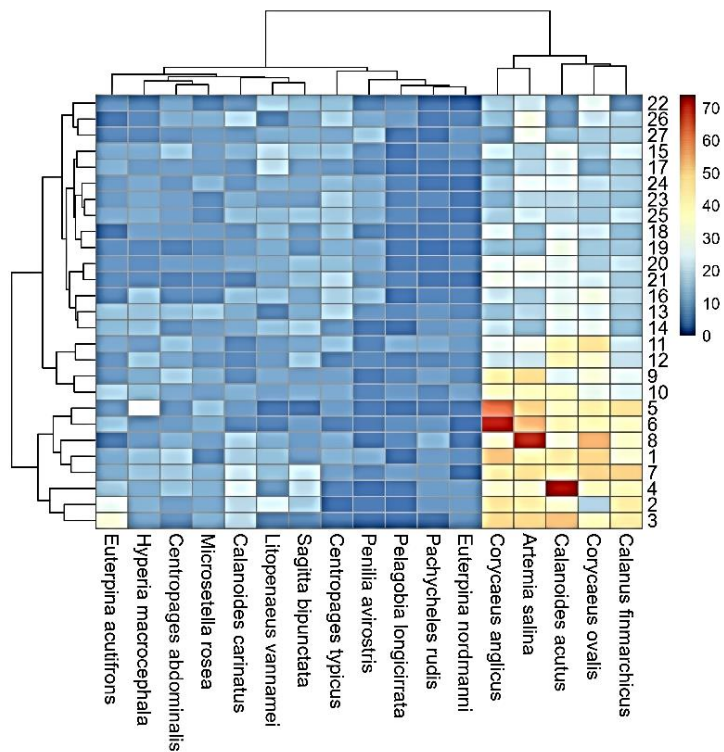 22
26
27
15
17
24
23
25
18
19
20
21
16
13
14
11
12
9
10
5
6
8
1
7
4
2
3
70
60
50
40
30
20
10
0
Euterpina acutifrons
Hyperia macrocephala
Centropages abdominalis
Microsetella rosea
Calanoides carinatus
Litopenaeus vannamei
Sagitta bipunctata
Centropages typicus
Penilia avirostris
Pelagobia longicirrata
Pachycheles rudis
Euterpina nordmanni
Corycaeus anglicus
Artemia salina
Calanoides acutus
Corycaeus ovalis
Calanus finmarchicus